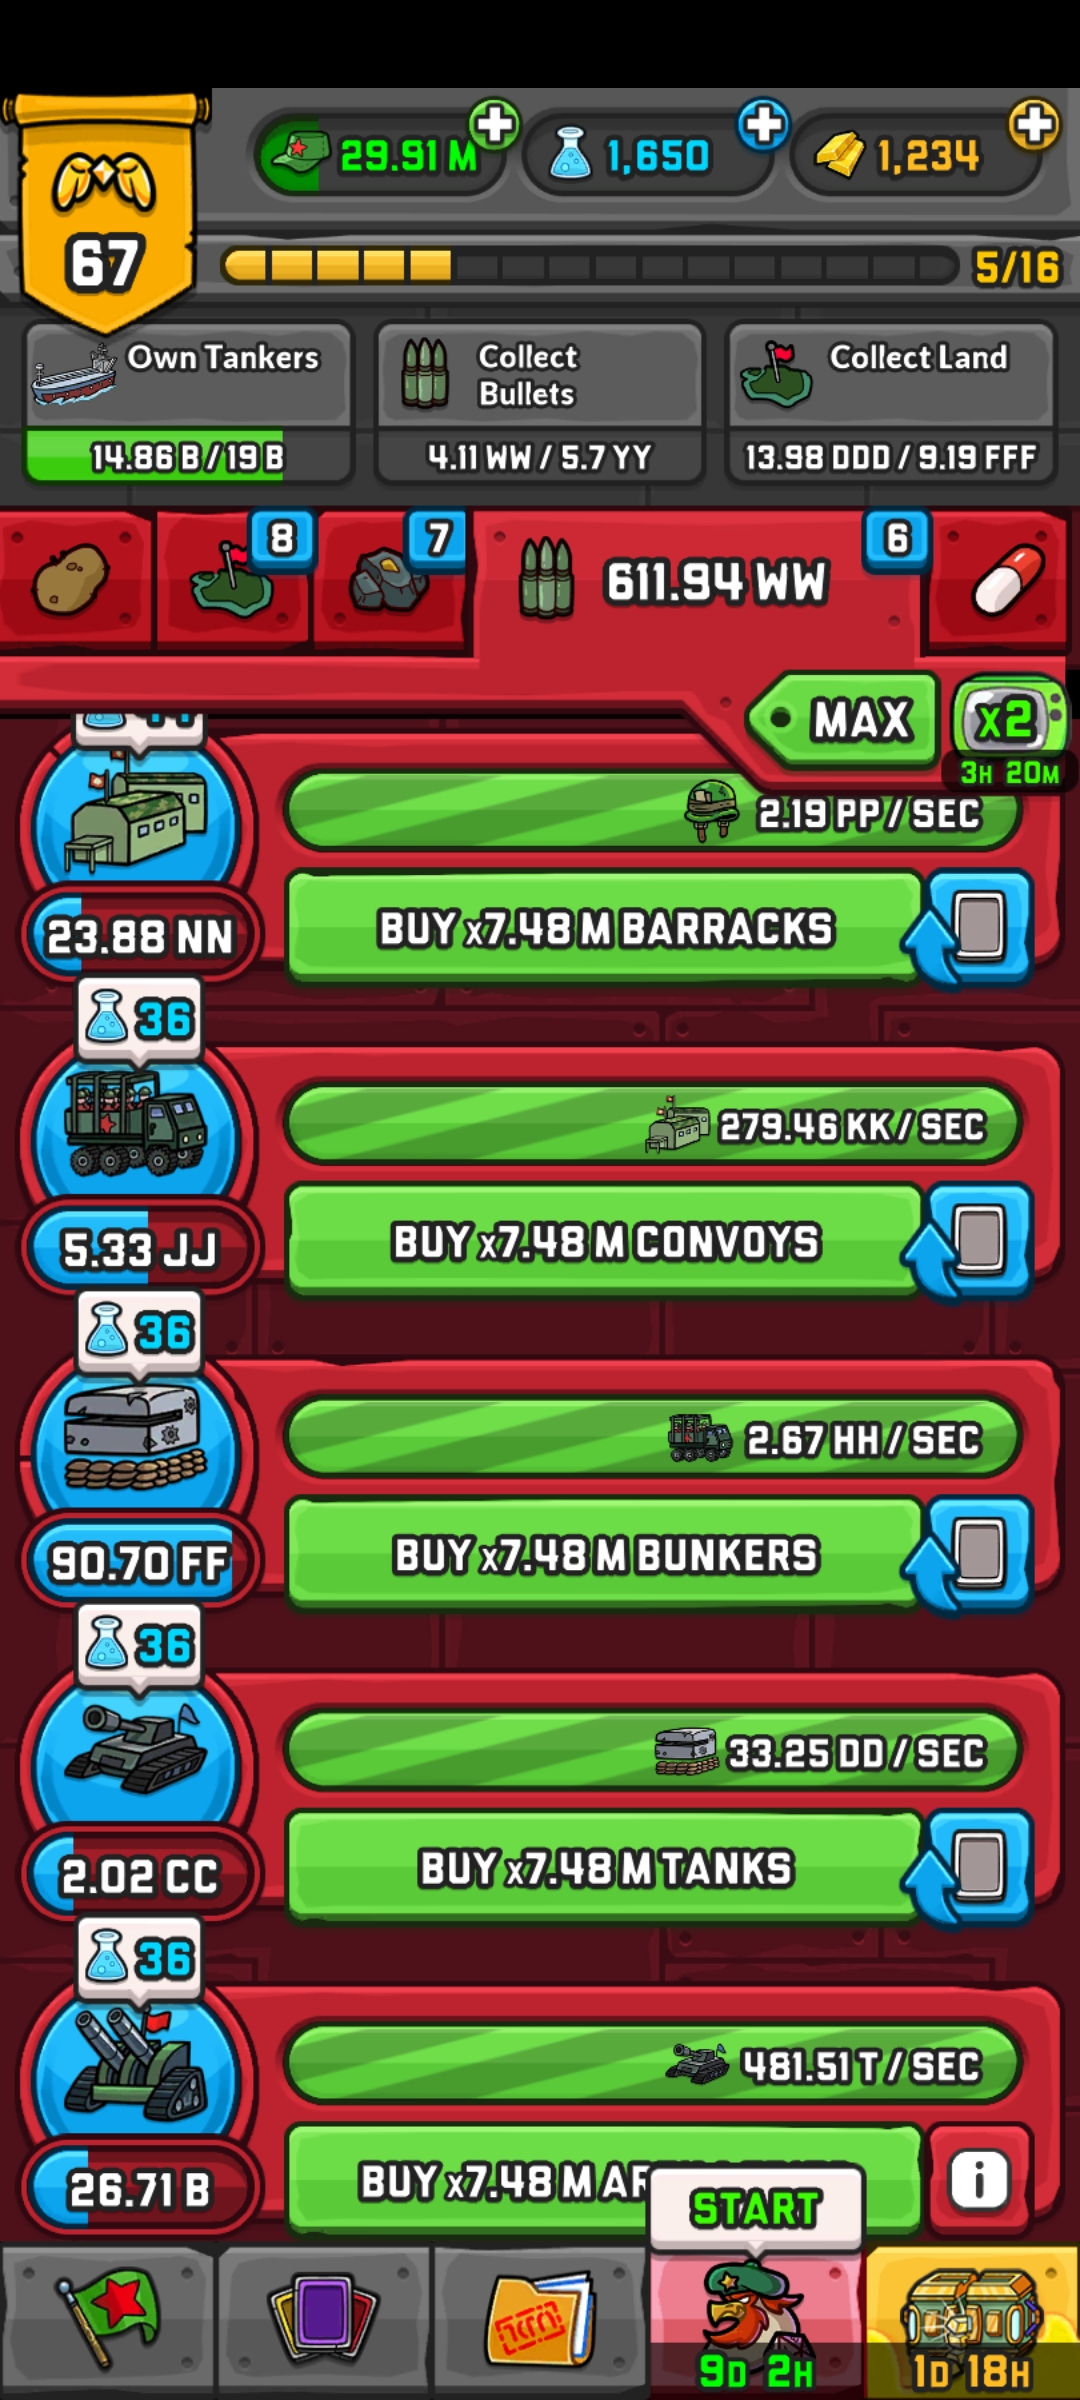 29.91 M
1,650
1,234
67
5/16
Own Tankers
14.86 B / 19 B
Collect
Bullets
4.11 WW / 5.7 YY
Collect Land
13.98 DDD / 9.19 FFF
8
7
611.94 WW
6
MAX
x2
3H 20M
2.19 PP / SEC
23.88 NN
BUY x7.48 M BARRACKS
36
279.46 KK / SEC
5.33 JJ
BUY x7.48 M CONVOYS
36
2.67 HH / SEC
90.70 FF
BUY x7.48 M BUNKERS
36
33.25 DD / SEC
2.02 CC
BUY x7.48 M TANKS
36
481.51 T / SEC
26.71 B
BUY x7.48 M
i
START
9D 2H
1D 18H